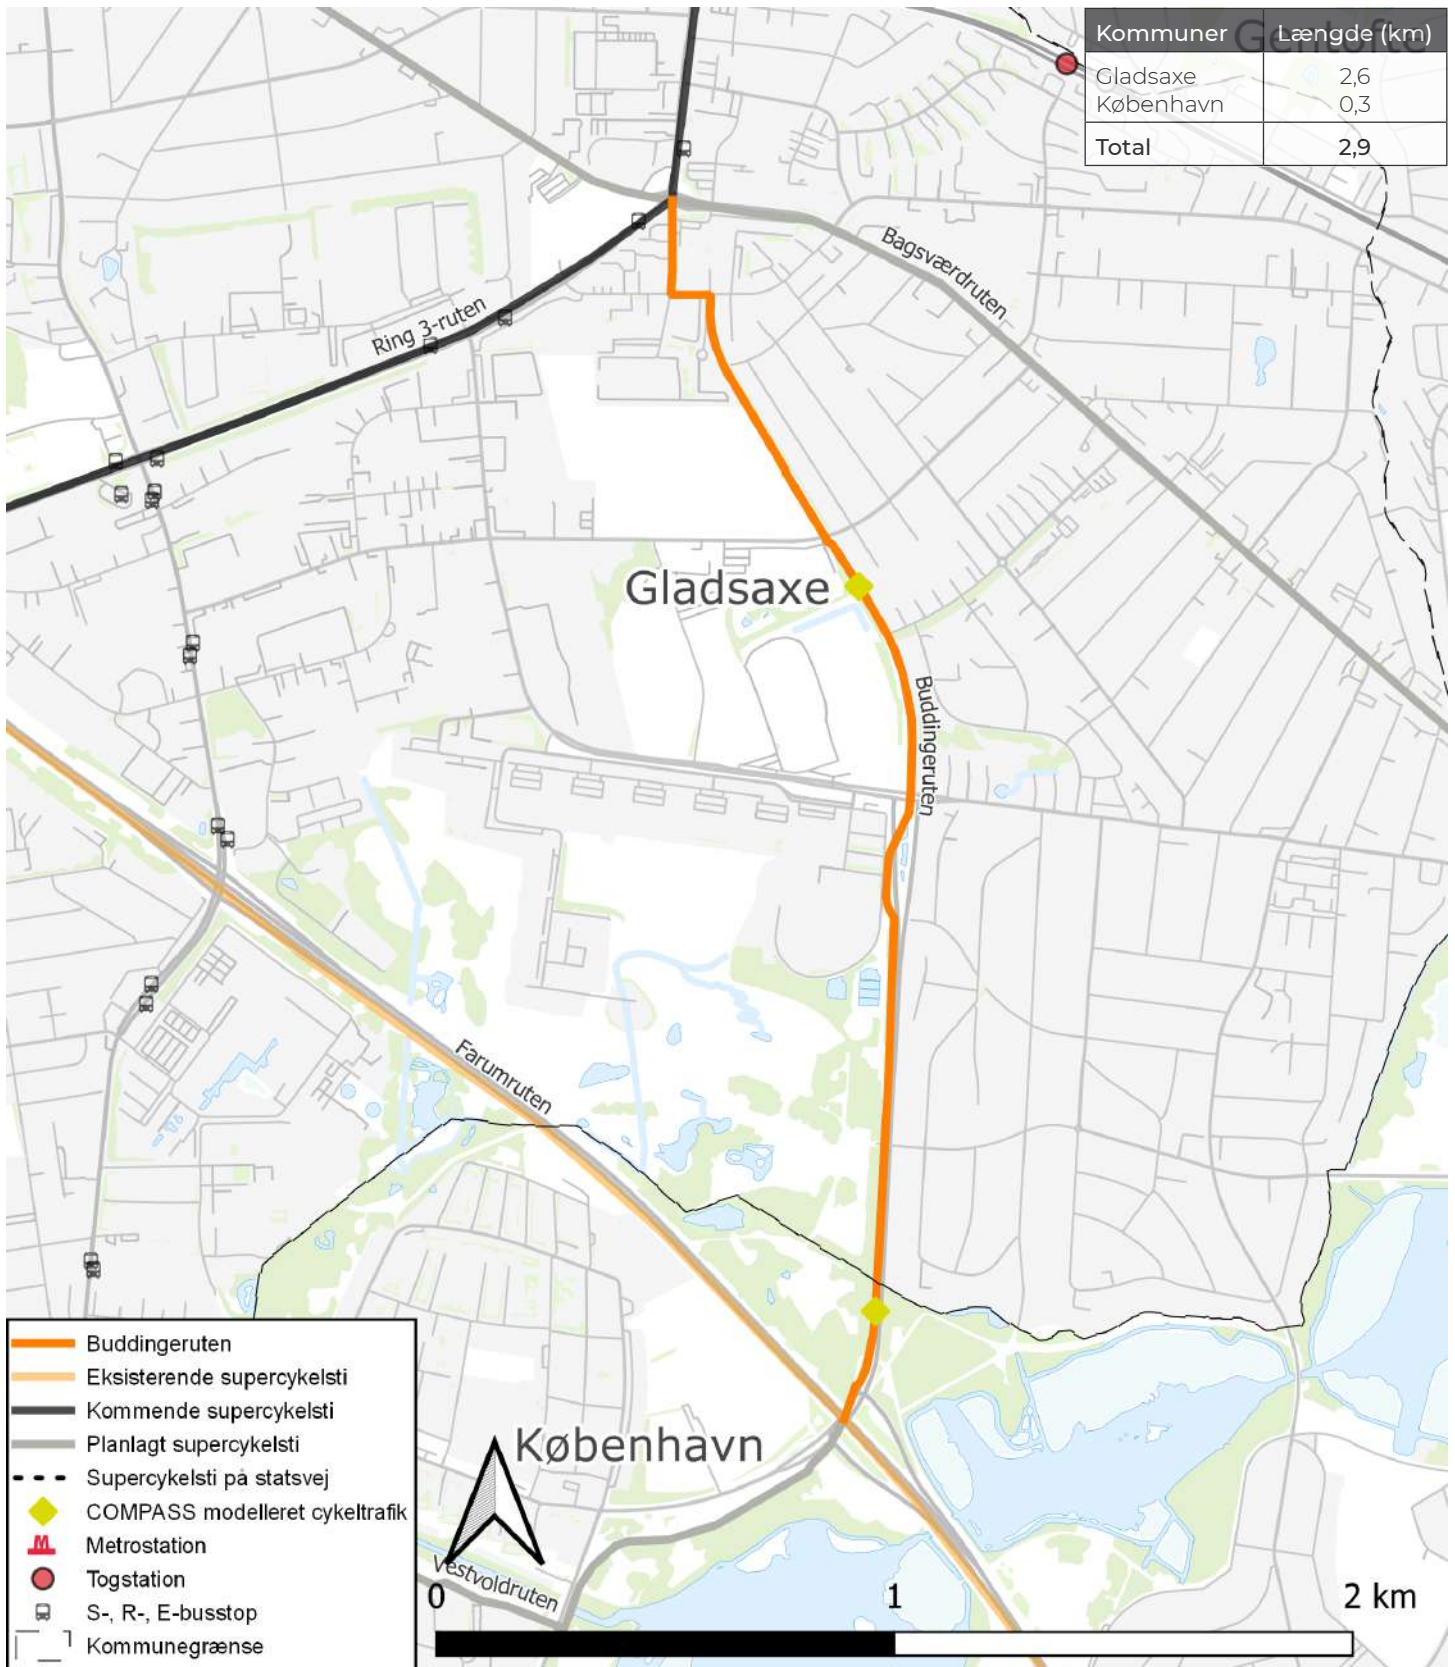 Gentofte
Kommuner Længde (km)
Gladsaxe 2,6
København 0,3
Total 2,9
Bagsværdruten
Ring 3-ruten
Gladsaxe
Buddingeruten
Farumruten
København
Vestvoldruten
Buddingeruten
Eksisterende supercykelsti
Kommende supercykelsti
Planlagt supercykelsti
Supercykelsti på statsvej
COMPASS modelleret cykeltrafik
M Metrostation
Togstation
S-, R-, E-busstop
Kommunegrænse
0 1 2 km